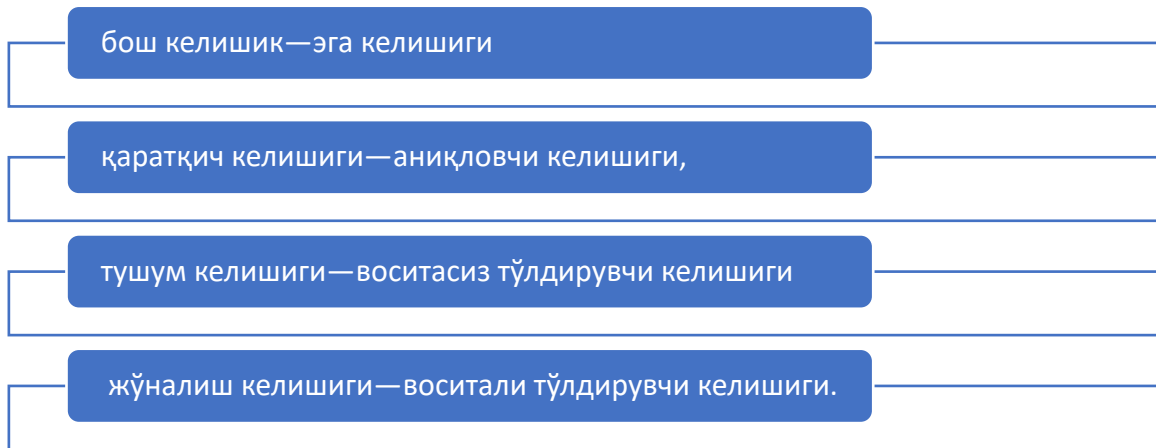 бош келишик—эга келишиги
қаратқич келишиги—аниқловчи келишиги,
тушум келишиги—воситасиз тўлдирувчи келишиги
жўналиш келишиги—воситали тўлдирувчи келишиги.